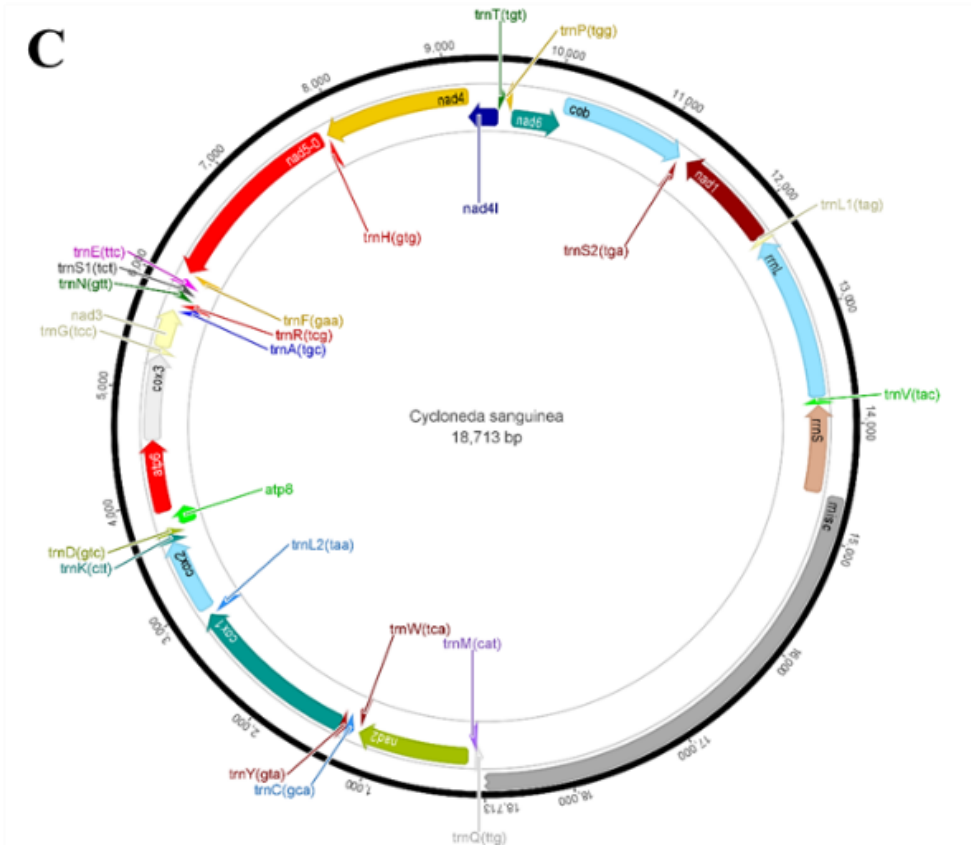 C
trnT(tgt)
trnP(tgg)
9,000
10,000
8,000
nad4
nad6
cob
11,000
nad5-0
7,000
nad4l
nad1
12,000
trnL1(tag)
trnH(gtg)
trnS2(tga)
rrnL
trnE(ttc)
trnS1(tct)
6,000
trnN(gtt)
13,000
nad3
trnF(gaa)
trnG(tcc)
trnR(tcg)
trnA(tgc)
cox3
5,000
trnV(tac)
Cycloneda sanguinea
18,713 bp
14,000
rrnS
atp6
atp8
4,000
misc
trnD(gtc)
trnL2(taa)
15,000
trnK(ctt)
cox2
3,000
cox1
trnW(tca)
trnM(cat)
16,000
2,000
nad2
17,000
trnY(gta)
trnC(gca)
1,000
18,713
18,000
trnQ(ttg)